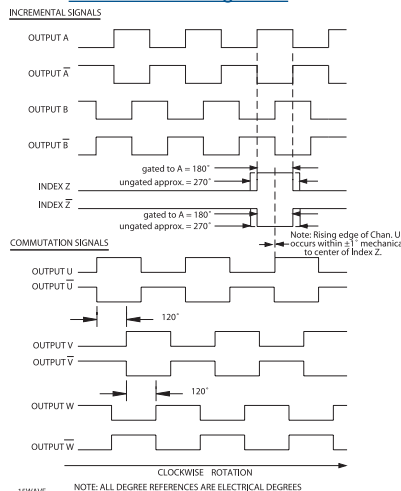 INCREMENTAL SIGNALS
OUTPUT A
OUTPUT A̅
OUTPUT B
OUTPUT B̅
gated to A = 180°
ungated approx. = 270°
INDEX Z
INDEX Z̅
gated to A = 180°
ungated approx. = 270°
Note: Rising edge of Chan. U
occurs within ±1° mechanica
to center of Index Z.
COMMUTATION SIGNALS
OUTPUT U
OUTPUT U̅
120°
OUTPUT V
OUTPUT V̅
120°
OUTPUT W
OUTPUT W̅
CLOCKWISE ROTATION
NOTE: ALL DEGREE REFERENCES ARE ELECTRICAL DEGREES